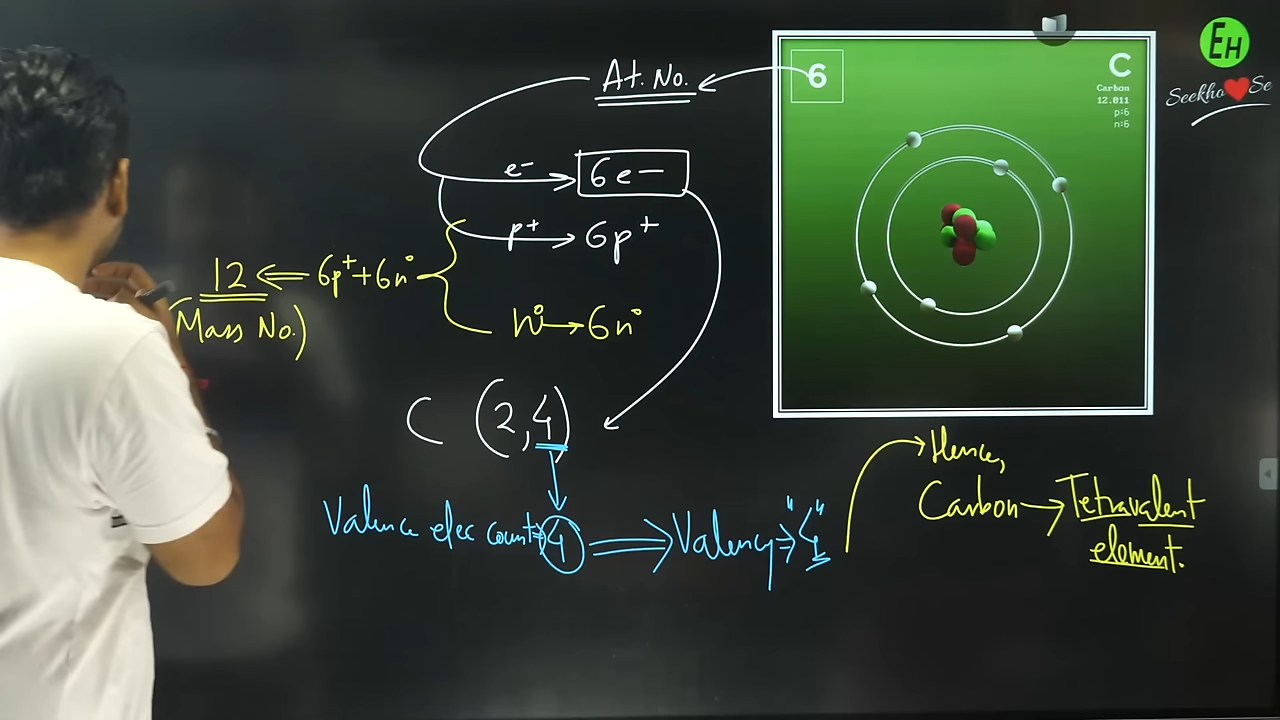 At. No.
6
C
Carbon
12.011
p:6
n:6
EH
Seekho ❤ Se
e-
6e-
p+
6p+
12 ⇐ 6p+ + 6n°
(Mass No.)
n° → 6n°
C (2,4)
Valence elec count ⇒ 4 ⇒ Valency ⇒ "4"
Hence,
Carbon → Tetravalent
element.